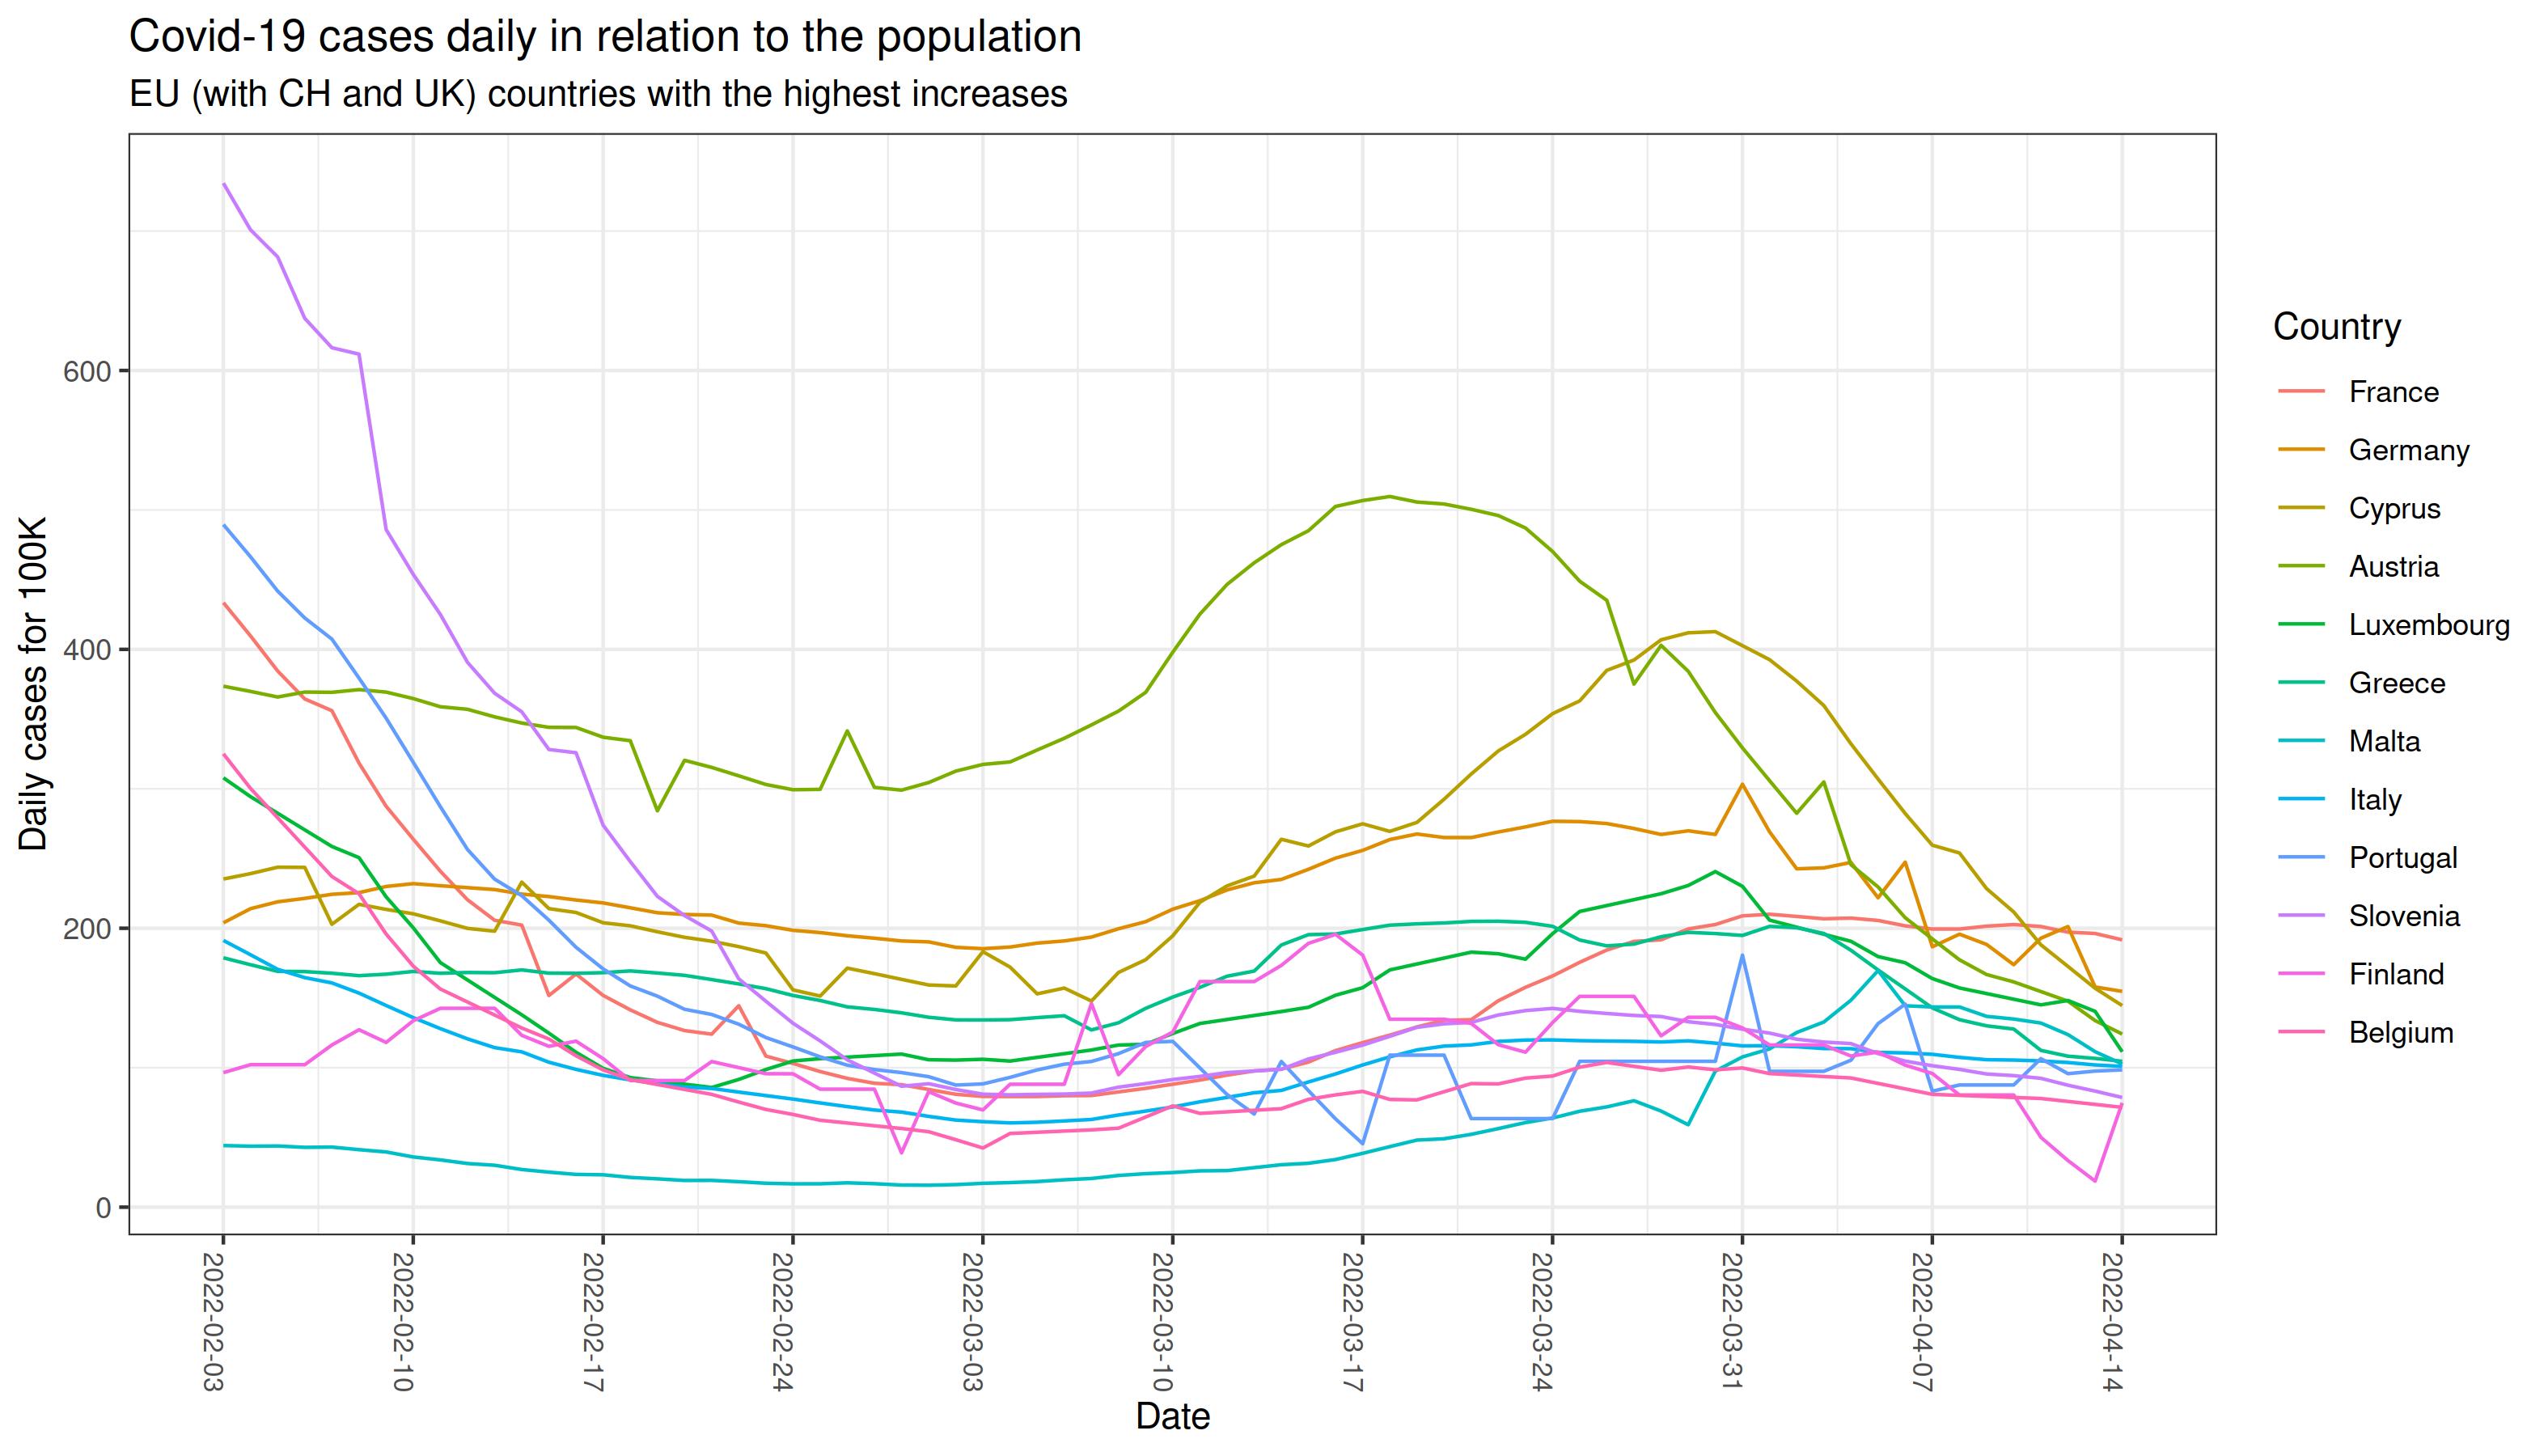 Covid-19 cases daily in relation to the population
EU (with CH and UK) countries with the highest increases
Daily cases for 100K
600
400
200
0
2022-02-03
2022-02-10
2022-02-17
2022-02-24
2022-03-03
2022-03-10
2022-03-17
2022-03-24
2022-03-31
2022-04-07
2022-04-14
Date
Country
France
Germany
Cyprus
Austria
Luxembourg
Greece
Malta
Italy
Portugal
Slovenia
Finland
Belgium